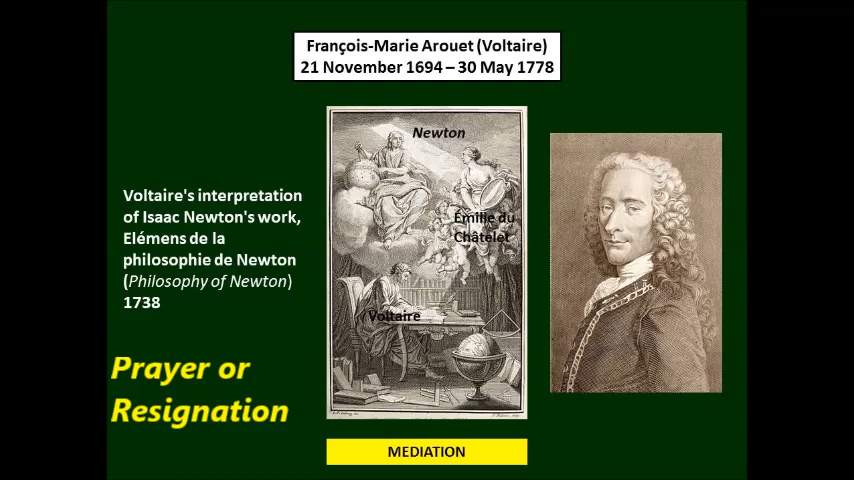 François-Marie Arouet (Voltaire)
21 November 1694 – 30 May 1778
Newton
Voltaire's interpretation
of Isaac Newton's work,
Elémens de la
philosophie de Newton
(Philosophy of Newton)
1738
Émilie du
Châtelet
Voltaire
Prayer or
Resignation
MEDIATION